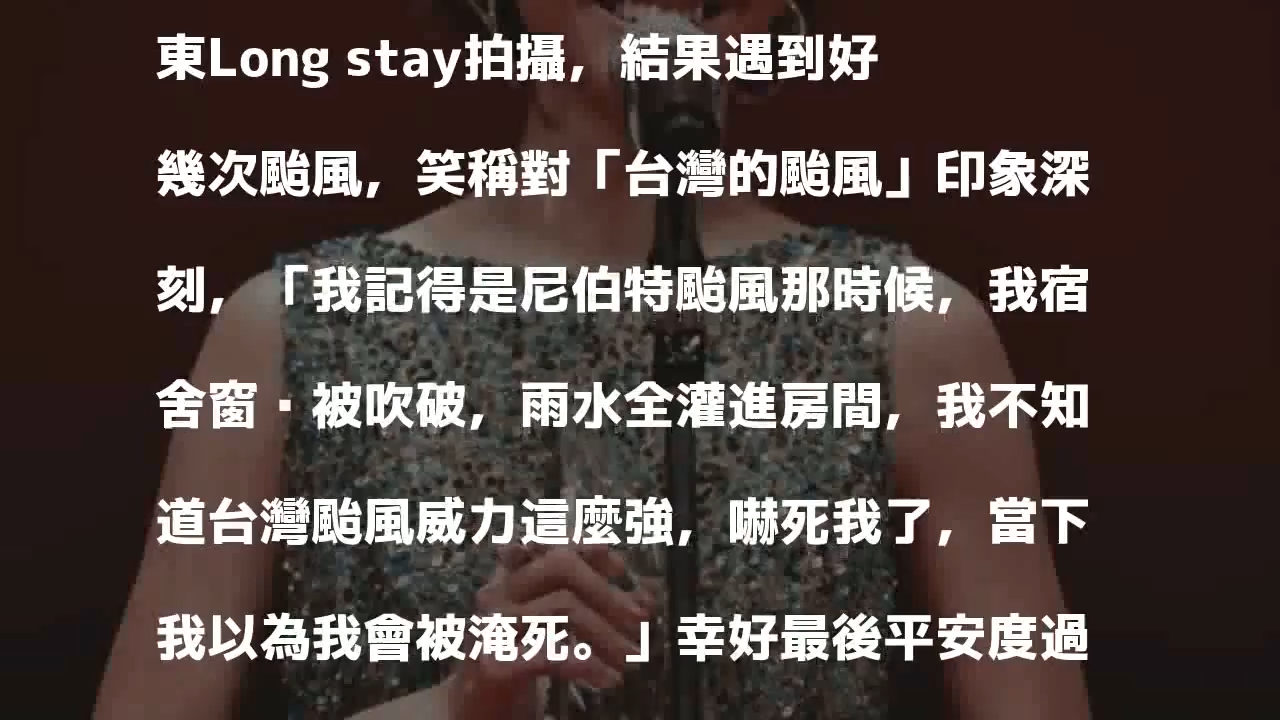 東Long stay拍攝，結果遇到好
幾次颱風，笑稱對「台灣的颱風」印象深
刻，「我記得是尼伯特颱風那時候，我宿
舍窗▪被吹破，雨水全灌進房間，我不知
道台灣颱風威力這麼強，嚇死我了，當下
我以為我會被淹死。」幸好最後平安度過